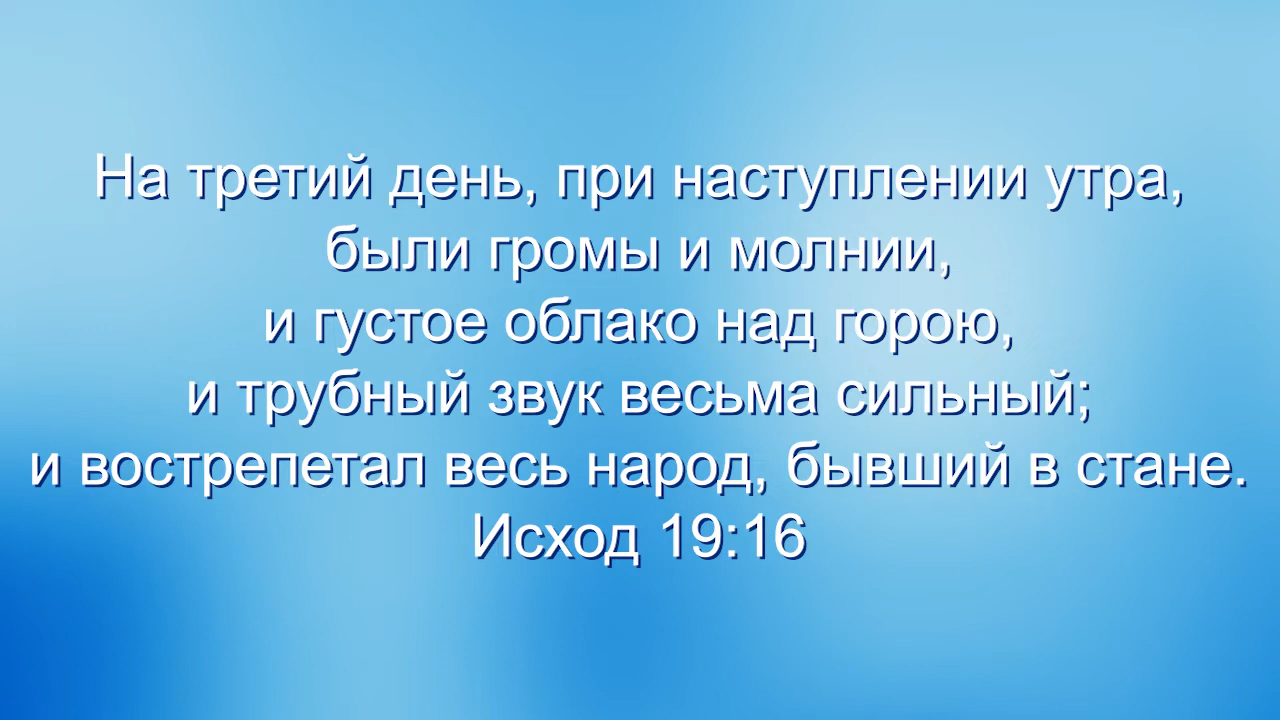 На третий день, при наступлении утра,
были громы и молнии,
и густое облако над горою,
и трубный звук весьма сильный;
и вострепетал весь народ, бывший в стане.
Исход 19:16